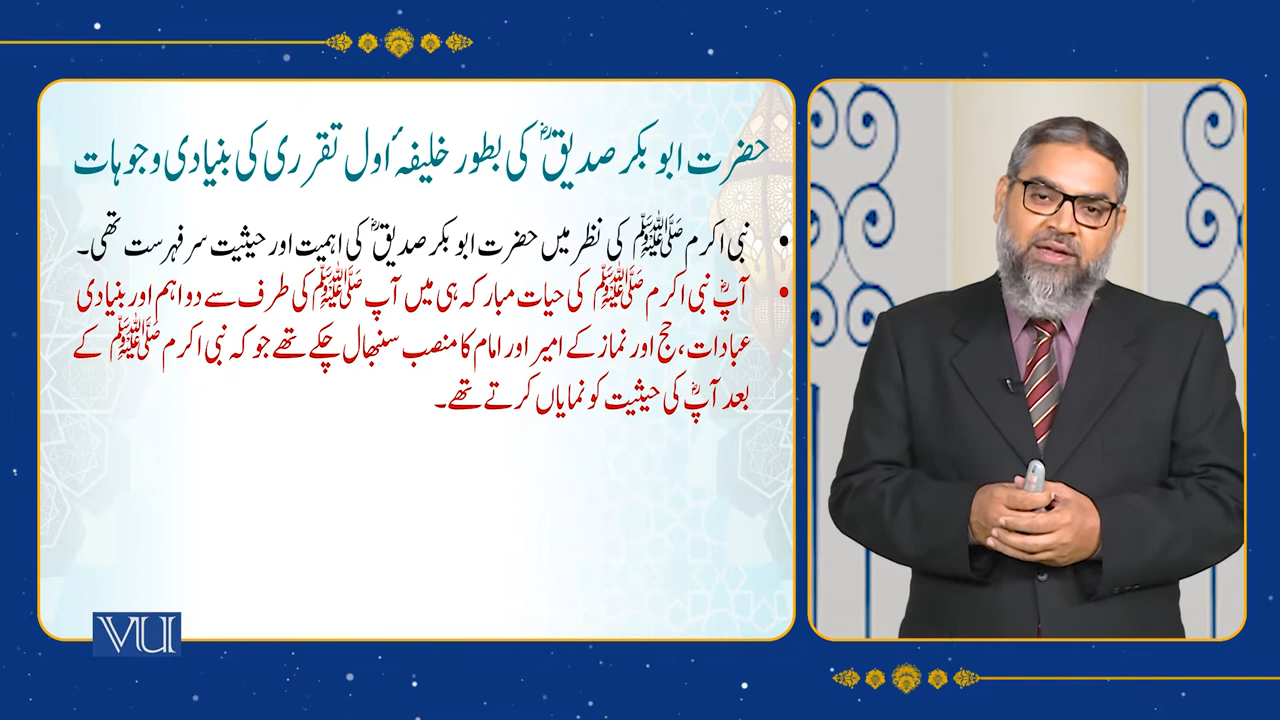 حضرت ابو بکر صدیقؓ کی بطور خلیفۂ اول تقرری کی بنیادی وجوہات
• نبی اکرم ﷺ کی نظر میں حضرت ابو بکر صدیقؓ کی اہمیت اور حیثیت سر فہرست تھی۔
• آپؓ نبی اکرم ﷺ کی حیات مبارکہ ہی میں آپ ﷺ کی طرف سے دو اہم اور بنیادی
عبادات، حج اور نماز کے امیر اور امام کا منصب سنبھال چکے تھے جو کہ نبی اکرم ﷺ کے
بعد آپؓ کی حیثیت کو نمایاں کرتے تھے۔
VU